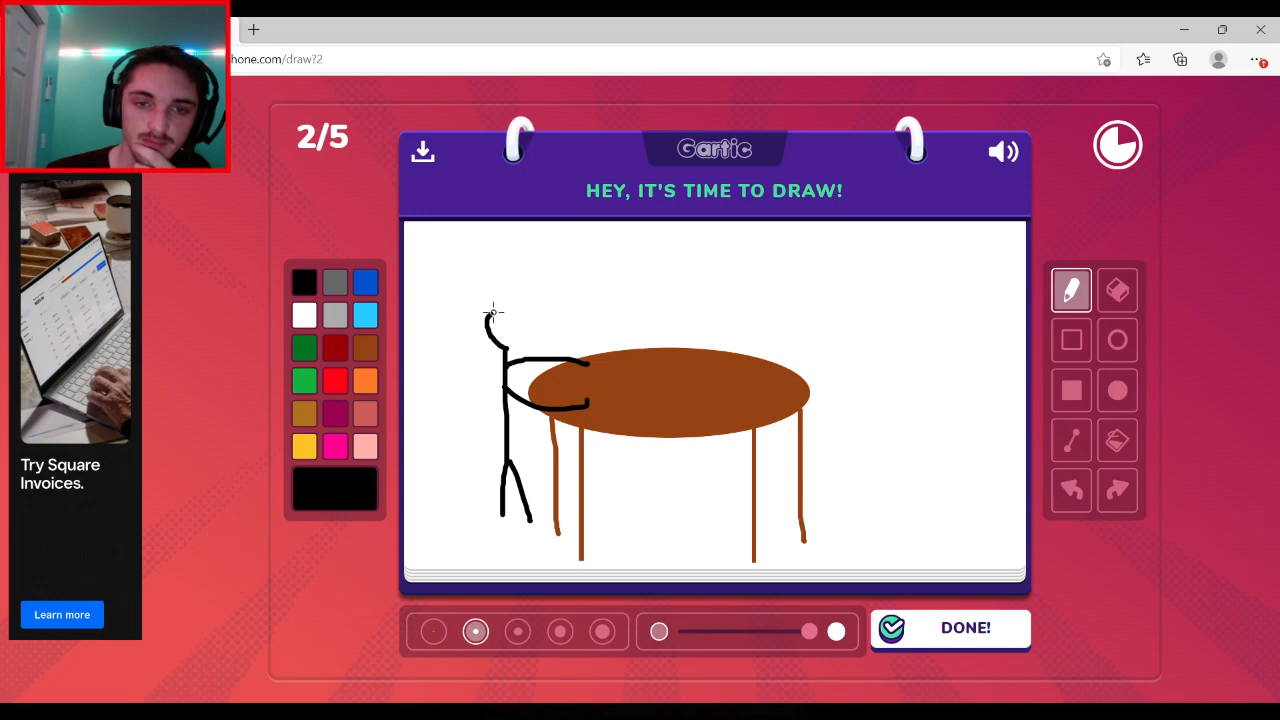 hone.com/draw?2
2/5
Gartic
HEY, IT'S TIME TO DRAW!
Try Square
Invoices.
Learn more
DONE!